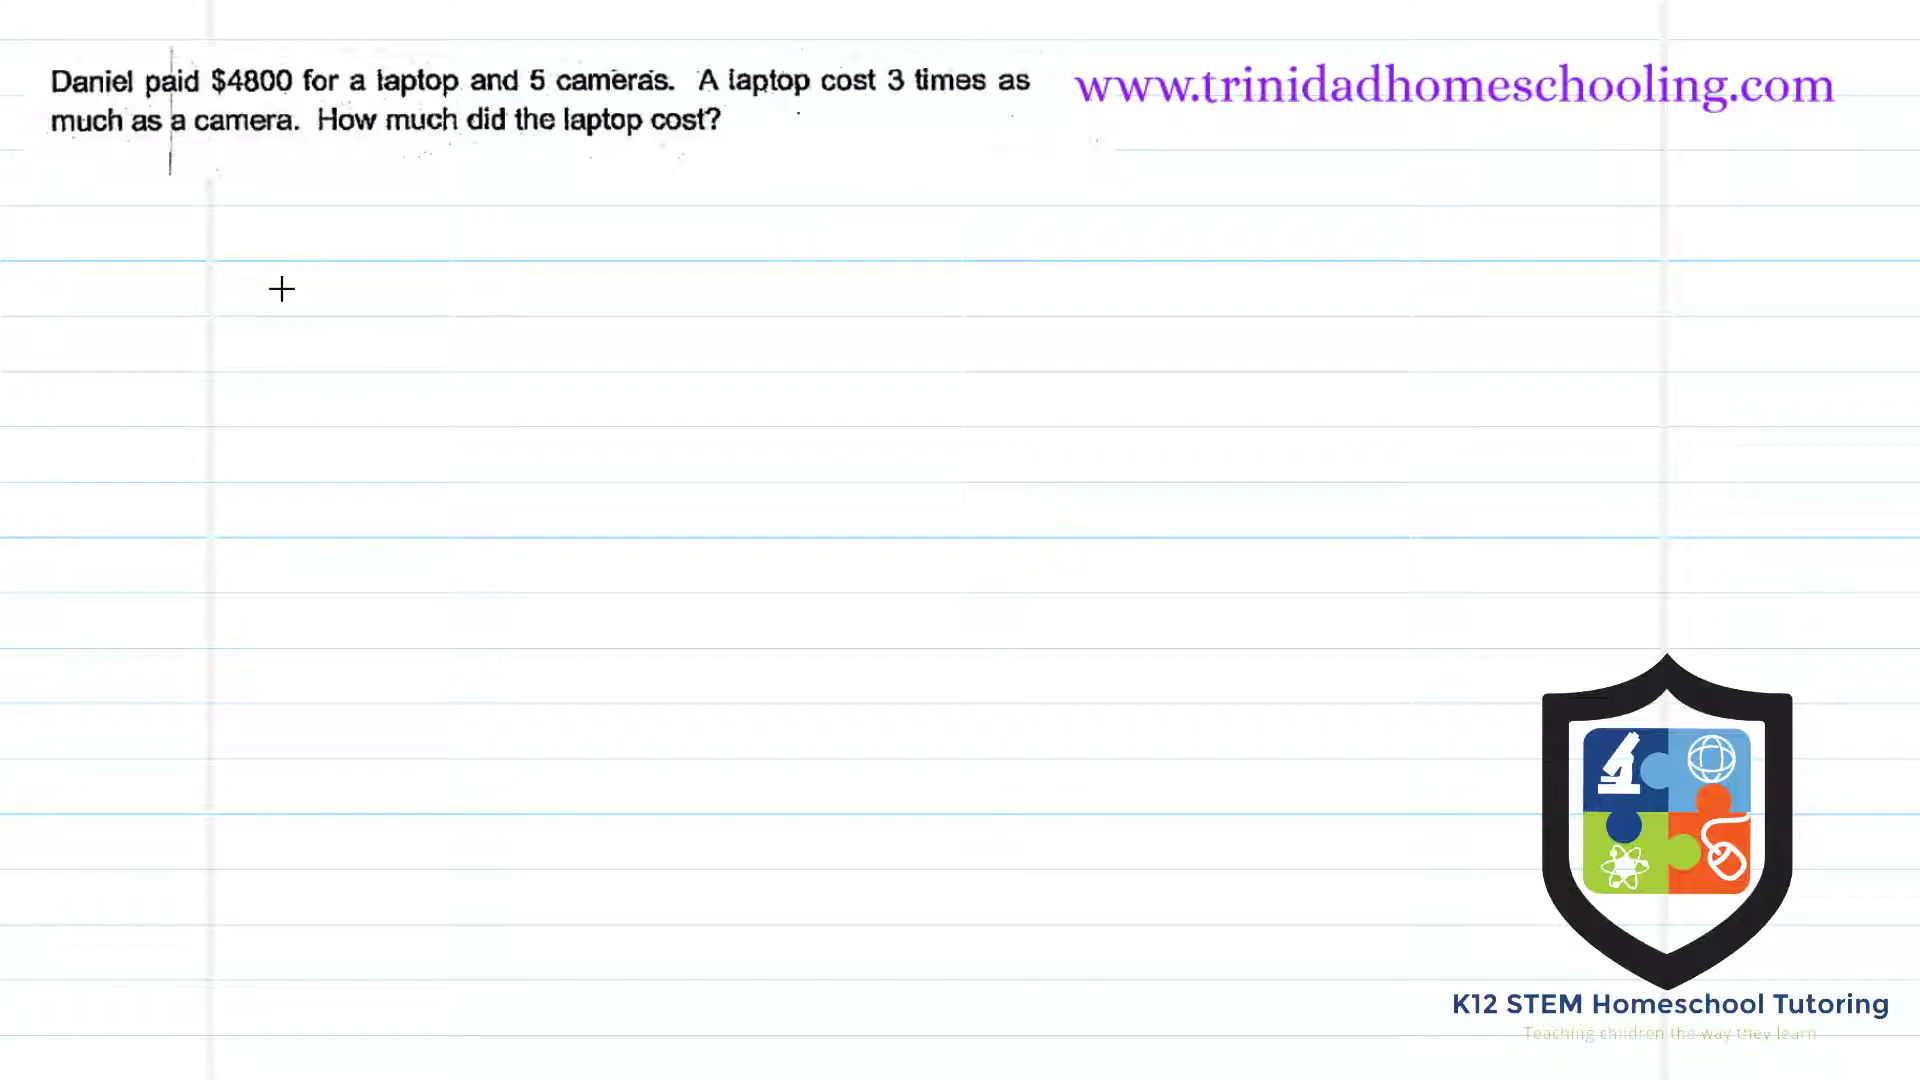 Daniel paid $4800 for a laptop and 5 cameras. A laptop cost 3 times as
much as a camera. How much did the laptop cost?
www.trinidadhomeschooling.com
K12 STEM Homeschool Tutoring
Teaching children the way they learn